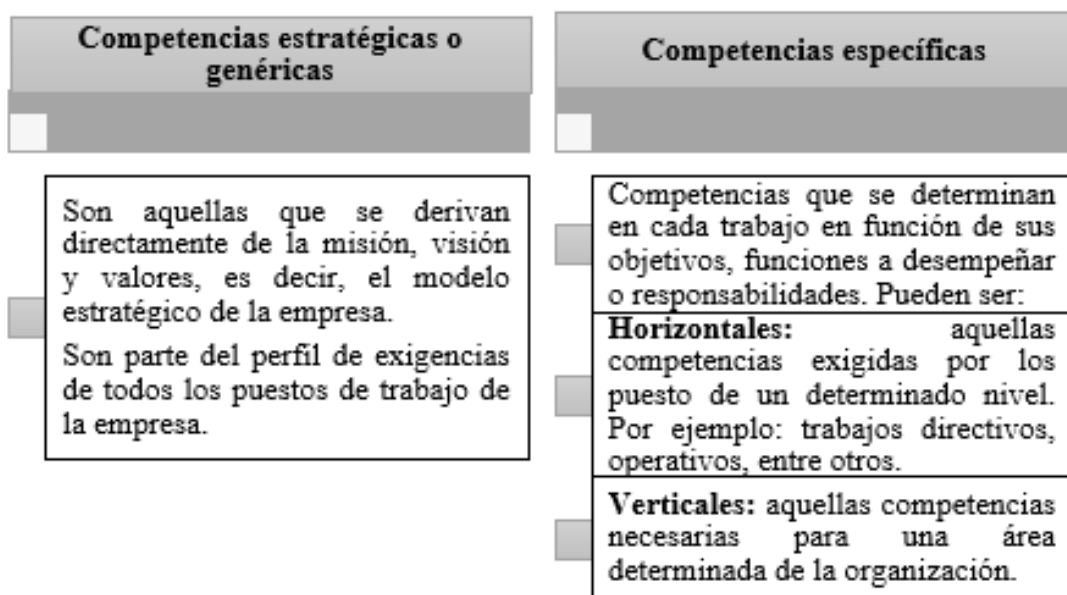 Competencias estratégicas o
genéricas
Son aquellas que se derivan
directamente de la misión, visión
y valores, es decir, el modelo
estratégico de la empresa.
Son parte del perfil de exigencias
de todos los puestos de trabajo de
la empresa.
Competencias específicas
Competencias que se determinan
en cada trabajo en función de sus
objetivos, funciones a desempeñar
o responsabilidades. Pueden ser:
Horizontales: aquellas
competencias exigidas por los
puesto de un determinado nivel.
Por ejemplo: trabajos directivos,
operativos, entre otros.
Verticales: aquellas competencias
necesarias para una área
determinada de la organización.